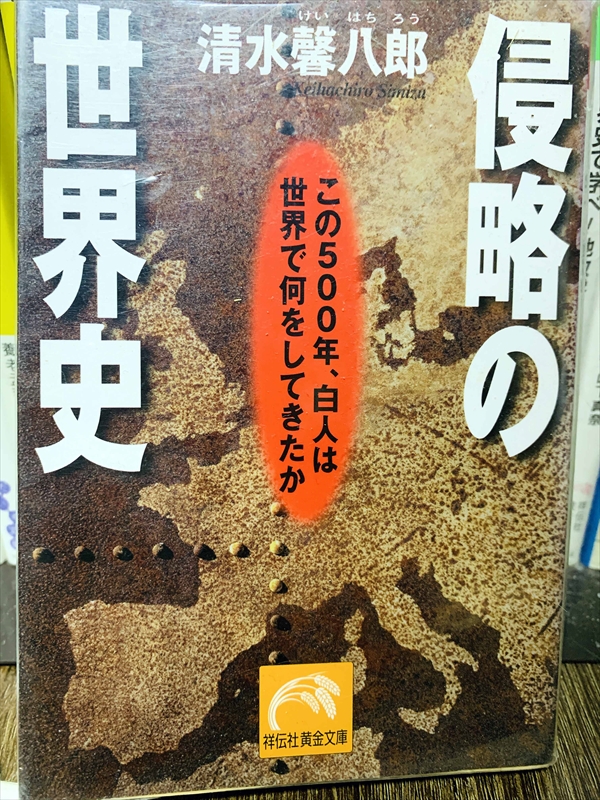 侵略の
世界史
けい はち ろう
清水馨八郎
Keihachiro Simizu
この500年、白人は
世界で何をしてきたか
祥伝社黄金文庫